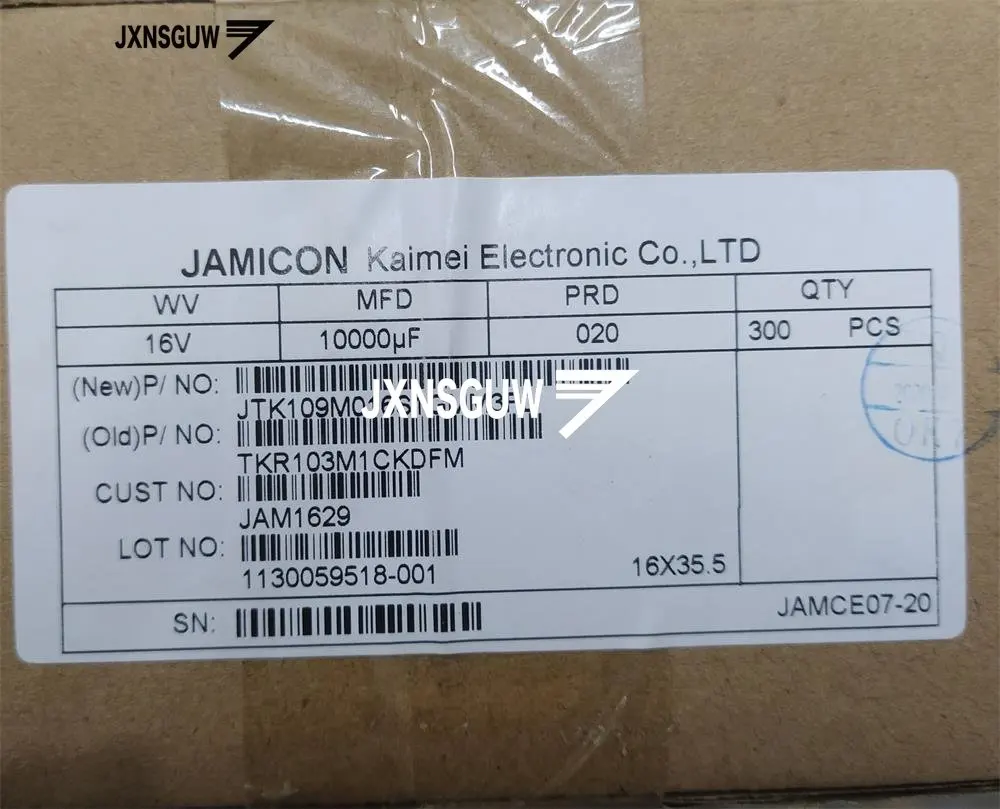 JXNSGUW
JAMICON Kaimei Electronic Co.,LTD
WV MFD PRD QTY
16V 10000µF 020 300 PCS
(New)P/ NO:
JXNSGUW
(Old)P/ NO:
TKR103M1CKDFM
CUST NO:
JAM1629
LOT NO:
1130059518-001
16X35.5
SN:
JAMCE07-20